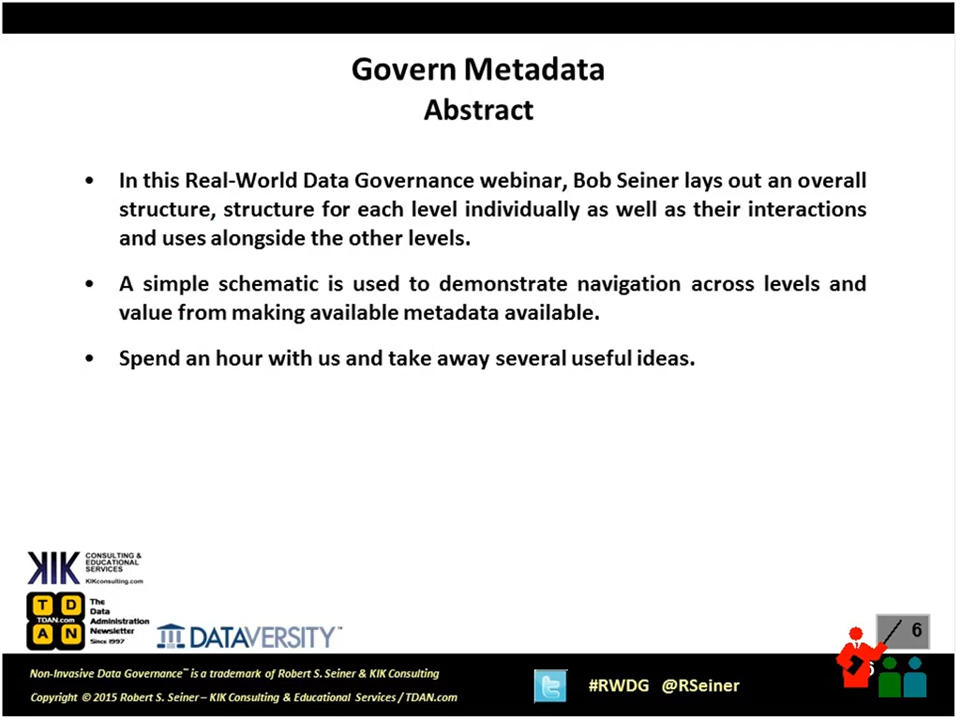 Govern Metadata
Abstract
• In this Real-World Data Governance webinar, Bob Seiner lays out an overall
structure, structure for each level individually as well as their interactions
and uses alongside the other levels.
• A simple schematic is used to demonstrate navigation across levels and
value from making available metadata available.
• Spend an hour with us and take away several useful ideas.
KIK
CONSULTING &
EDUCATIONAL
SERVICES
KIKconsulting.com
T D
TDAN.com
A N
The
Data
Administration
Newsletter
Since 1997
DATAVERSITY™
6
6
Non-Invasive Data Governance™ is a trademark of Robert S. Seiner & KIK Consulting
Copyright © 2015 Robert S. Seiner – KIK Consulting & Educational Services / TDAN.com
#RWDG @RSeiner